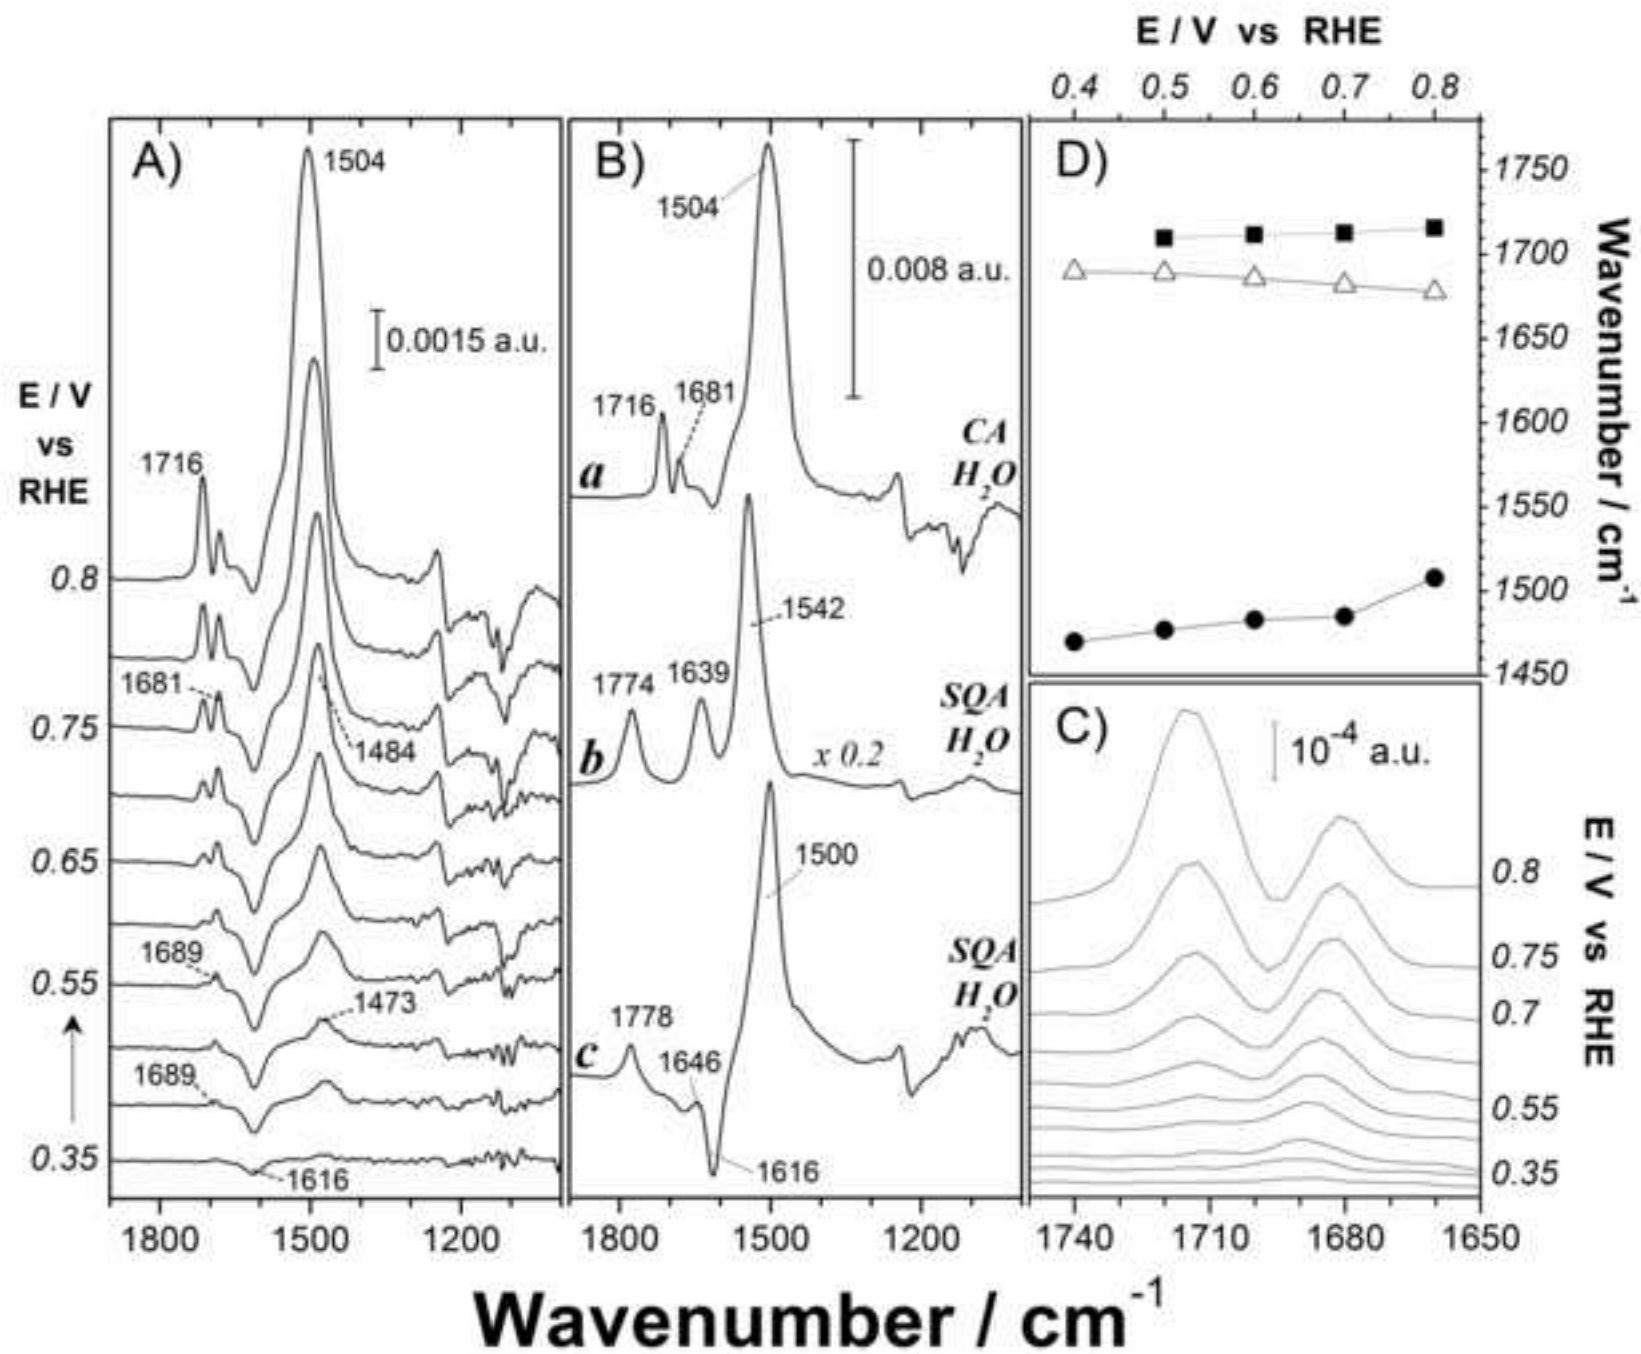 E / V vs RHE
0.4 0.5 0.6 0.7 0.8
A)
1504
0.0015 a.u.
E / V
vs
RHE
1716
0.8
1681
0.75
1484
0.65
1689
0.55
1473
1689
0.35
1616
1800 1500 1200
B)
1504
0.008 a.u.
1716
1681
a
CA
H2O
1542
1774
1639
SQA
H2O
b
x 0.2
1500
SQA
H2O
1778
c
1646
1616
1800 1500 1200
D)
1750
1700
1650
1600
1550
1500
1450
Wavenumber / cm-1
C)
10-4 a.u.
0.8
0.75
0.7
0.55
0.35
E / V vs RHE
1740 1710 1680 1650
Wavenumber / cm-1